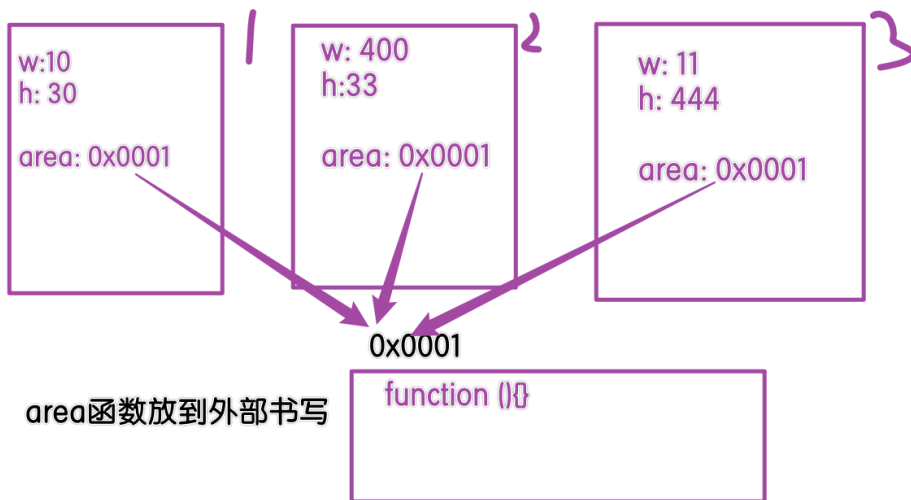 1
w:10
h: 30
area: 0x0001
2
w: 400
h:33
area: 0x0001
3
w: 11
h: 444
area: 0x0001
0x0001
function (){}
area函数放到外部书写